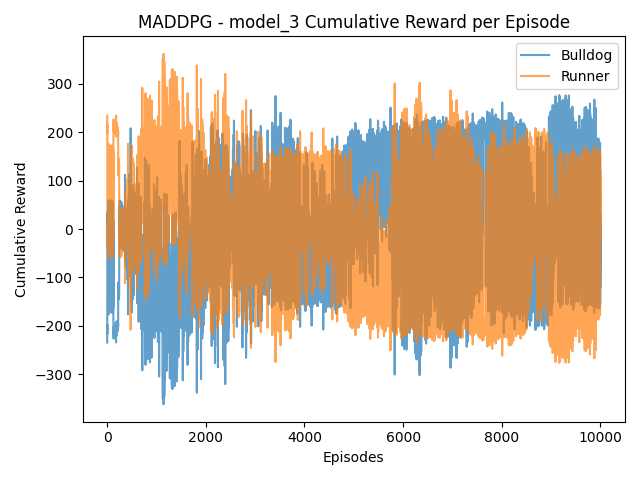 MADDPG - model_3 Cumulative Reward per Episode
Bulldog
Runner
300
200
100
0
−100
−200
−300
Cumulative Reward
0 2000 4000 6000 8000 10000
Episodes